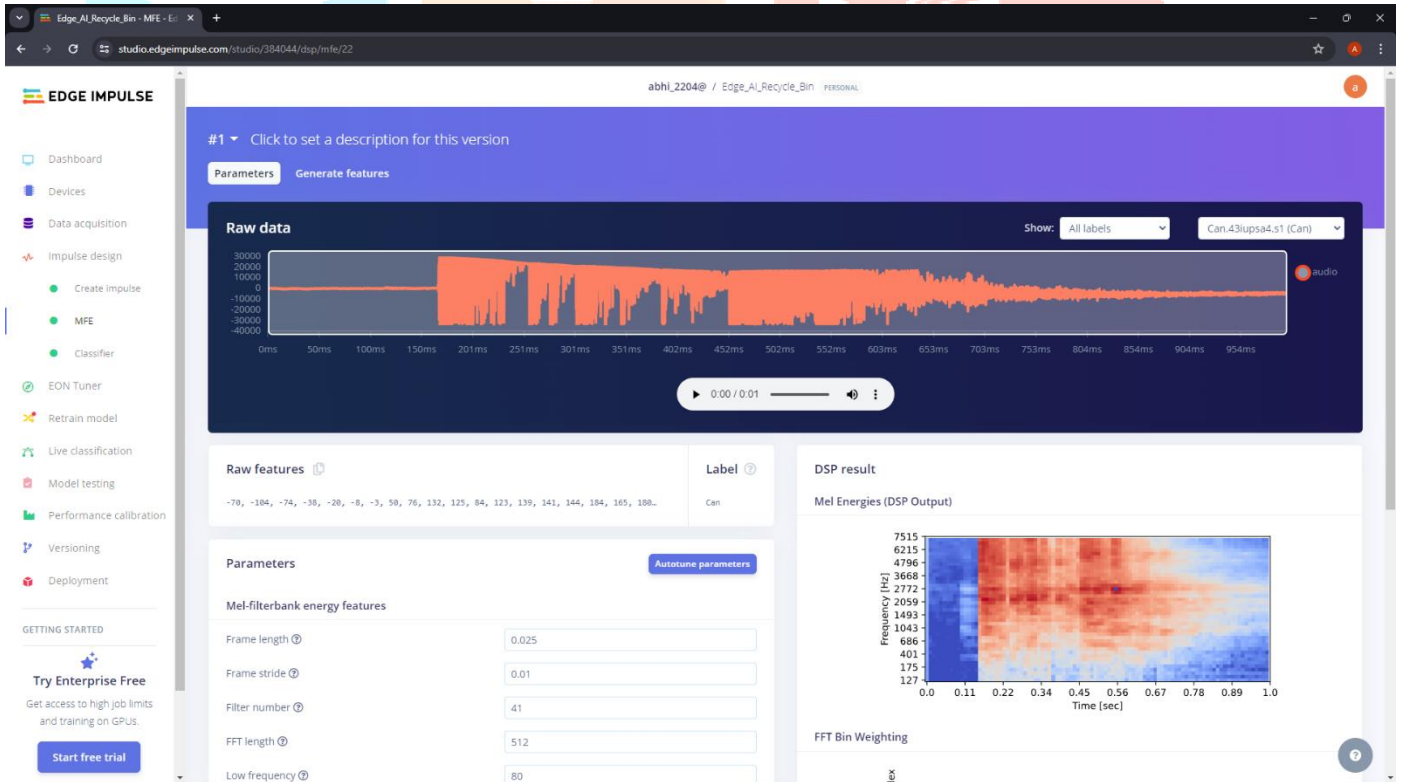 Edge_AI_Recycle_Bin - MFE - Ed
studio.edgeimpulse.com/studio/384044/dsp/mfe/22
A
EDGE IMPULSE
abhi_2204@ / Edge_AI_Recycle_Bin PERSONAL
a
#1 Click to set a description for this version
Parameters Generate features
Dashboard
Devices
Data acquisition
Impulse design
Create impulse
MFE
Classifier
EON Tuner
Retrain model
Live classification
Model testing
Performance calibration
Versioning
Deployment
GETTING STARTED
Try Enterprise Free
Get access to high job limits
and training on GPUs.
Start free trial
Raw data
Show: All labels Can.43iupsa4.s1 (Can)
30000
20000
10000
0
-10000
-20000
-30000
-40000
audio
0ms 50ms 100ms 150ms 201ms 251ms 301ms 351ms 402ms 452ms 502ms 552ms 603ms 653ms 703ms 753ms 804ms 854ms 904ms 954ms
0:00 / 0:01
Raw features
Label
-70, -104, -74, -38, -20, -8, -3, 50, 76, 132, 125, 84, 123, 139, 141, 144, 184, 165, 180…
Can
Parameters
Autotune parameters
Mel-filterbank energy features
Frame length 0.025
Frame stride 0.01
Filter number 41
FFT length 512
Low frequency 80
DSP result
Mel Energies (DSP Output)
Frequency [Hz]
7515
6215
4796
3668
2772
2059
1493
1043
686
401
175
127
0.0 0.11 0.22 0.34 0.45 0.56 0.67 0.78 0.89 1.0
Time [sec]
FFT Bin Weighting